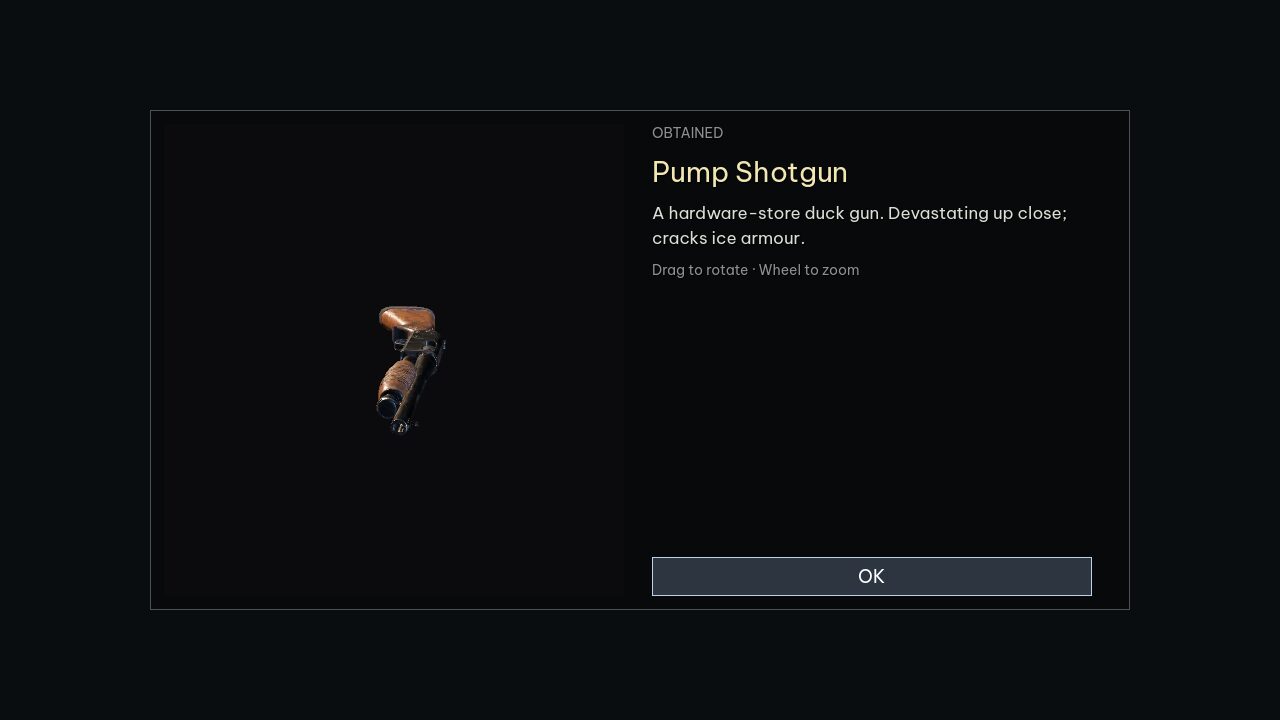 OBTAINED
Pump Shotgun
A hardware-store duck gun. Devastating up close;
cracks ice armour.
Drag to rotate · Wheel to zoom
OK